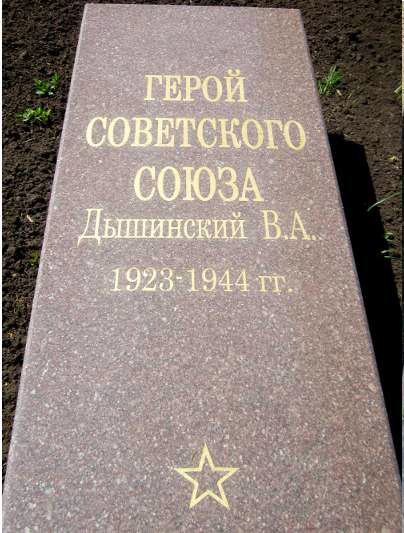 ГЕРОЙ
СОВЕТСКОГО
СОЮЗА
Дышинский В.А..
1923-1944 гг.